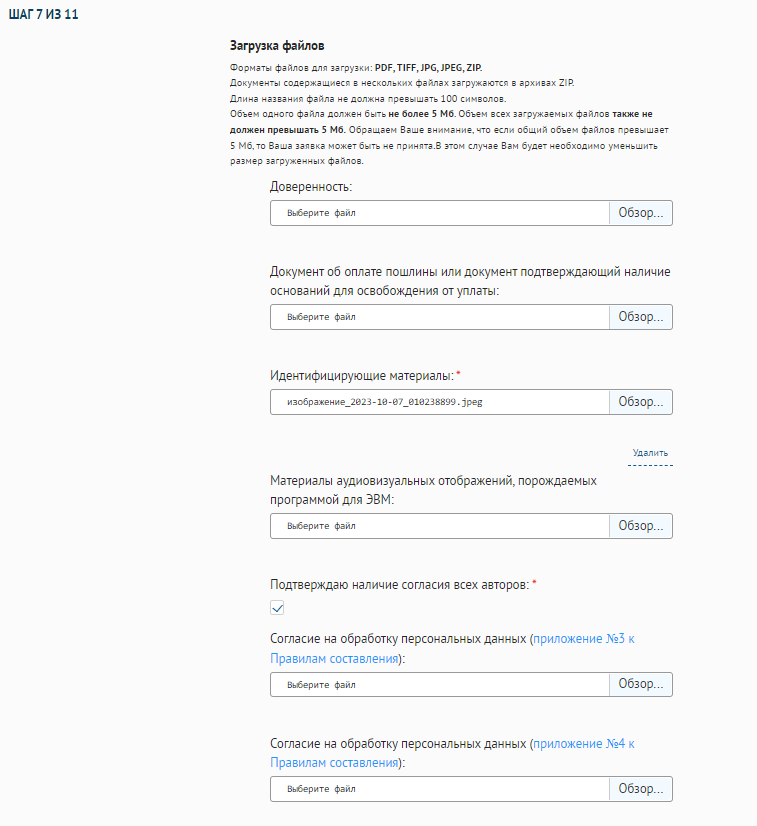 ШАГ 7 ИЗ 11
Загрузка файлов
Форматы файлов для загрузки: PDF, TIFF, JPG, JPEG, ZIP.
Документы содержащиеся в нескольких файлах загружаются в архивах ZIP.
Длина названия файла не должна превышать 100 символов.
Объем одного файла должен быть не более 5 Мб. Объем всех загружаемых файлов также не
должен превышать 5 Мб. Обращаем Ваше внимание, что если общий объем файлов превышает
5 Мб, то Ваша заявка может быть не принята.В этом случае Вам будет необходимо уменьшить
размер загруженных файлов.
Доверенность:
Выберите файл Обзор...
Документ об оплате пошлины или документ подтверждающий наличие
оснований для освобождения от уплаты:
Выберите файл Обзор...
Идентифицирующие материалы: *
изображение_2023-10-07_010238899.jpeg Обзор...
Удалить
Материалы аудиовизуальных отображений, порождаемых
программой для ЭВМ:
Выберите файл Обзор...
Подтверждаю наличие согласия всех авторов: *
Согласие на обработку персональных данных (приложение №3 к
Правилам составления):
Выберите файл Обзор...
Согласие на обработку персональных данных (приложение №4 к
Правилам составления):
Выберите файл Обзор...